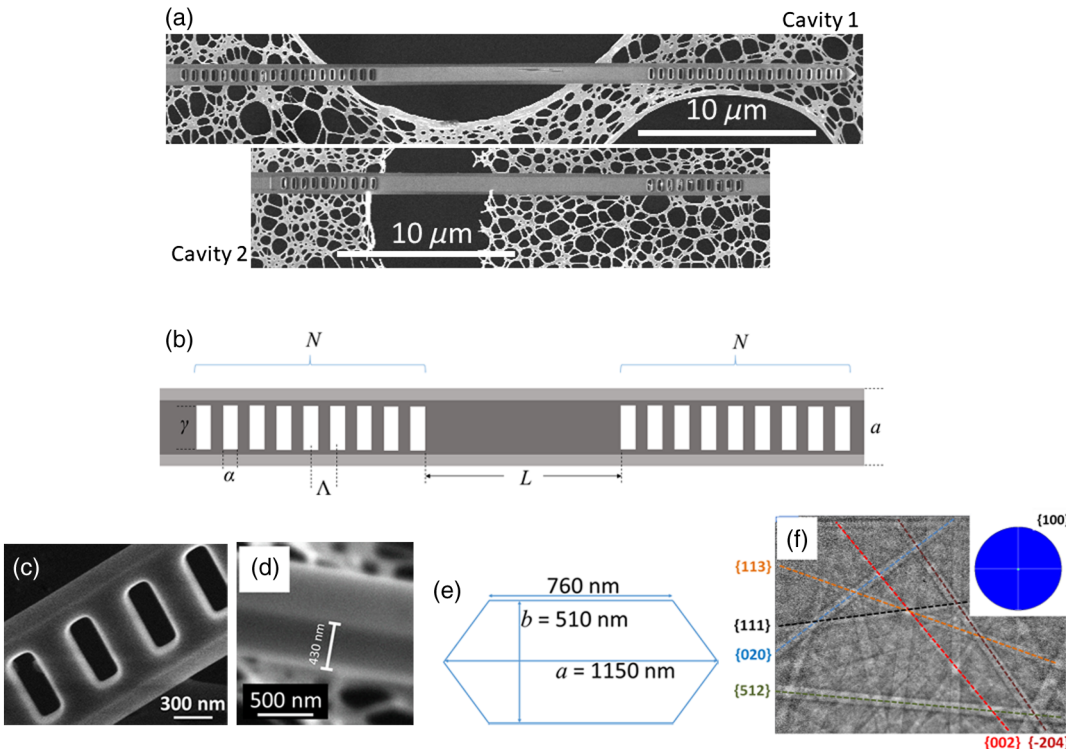 (a)
Cavity 1
10 μm
10 μm
Cavity 2
(b)
N
N
γ
a
α
Λ
L
(c)
300 nm
(d)
430 nm
500 nm
(e)
760 nm
b = 510 nm
a = 1150 nm
(f)
{100}
{113}
{111}
{020}
{512}
{002}
{-204}